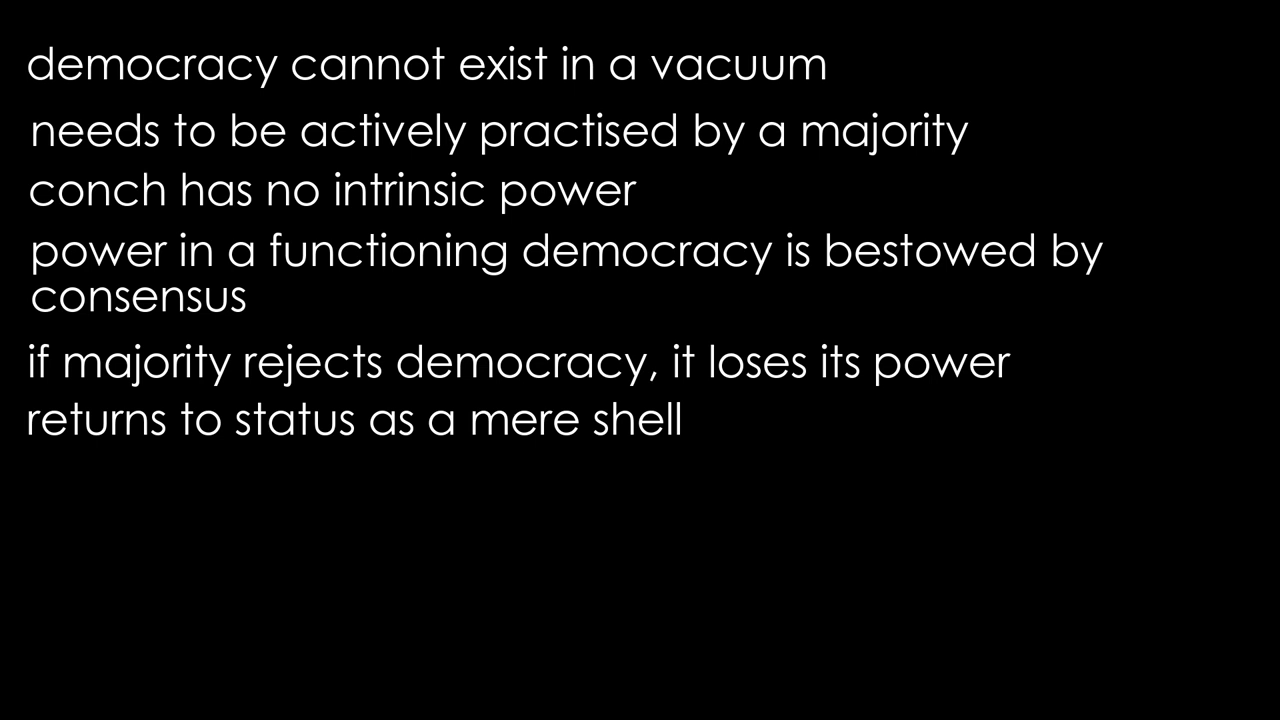 democracy cannot exist in a vacuum
needs to be actively practised by a majority
conch has no intrinsic power
power in a functioning democracy is bestowed by
consensus
if majority rejects democracy, it loses its power
returns to status as a mere shell